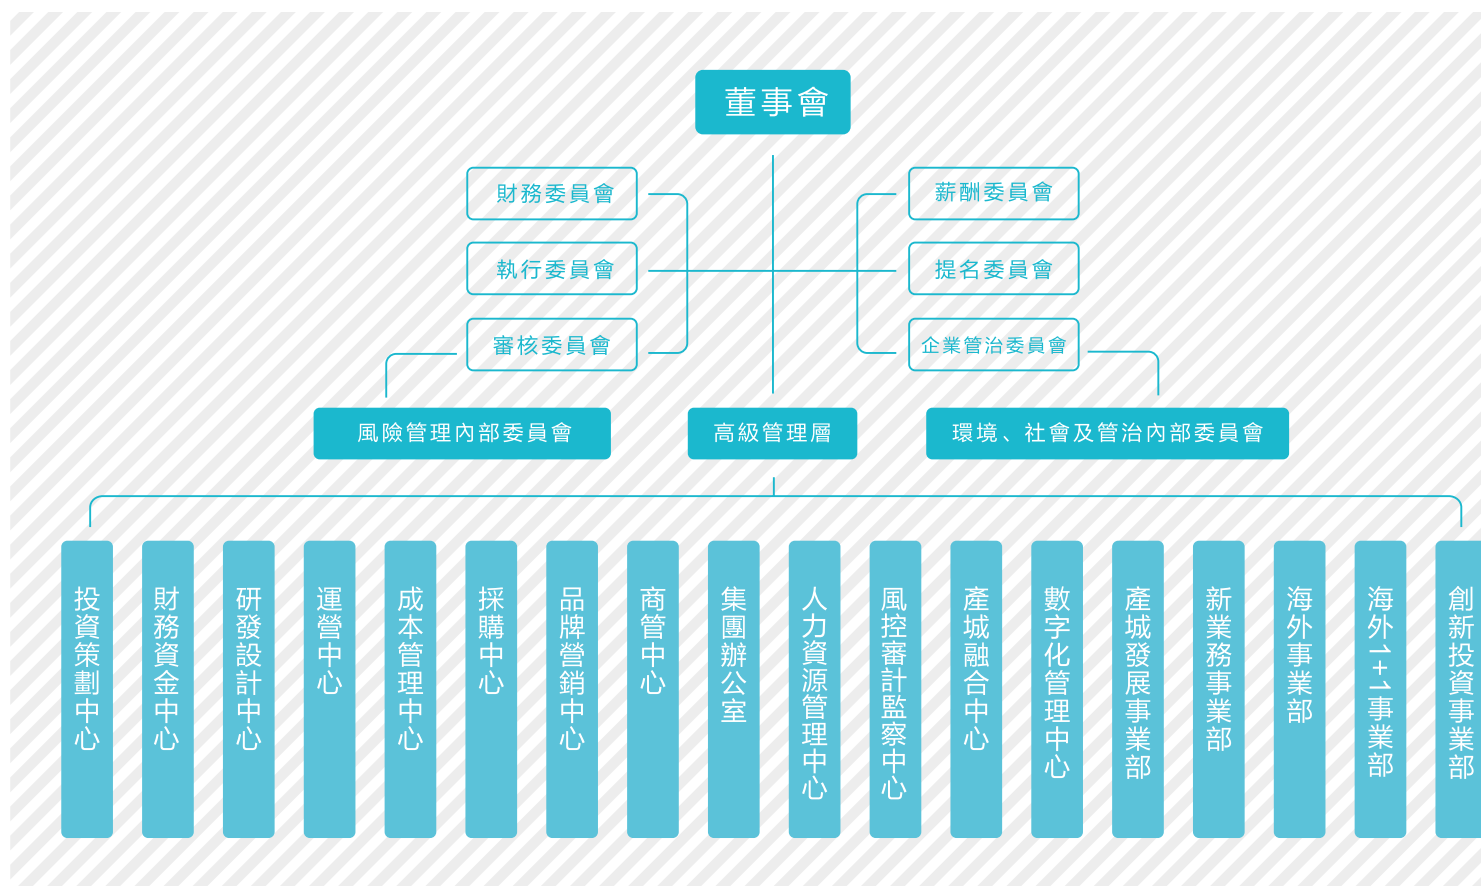 董事會
財務委員會
薪酬委員會
執行委員會
提名委員會
審核委員會
企業管治委員會
風險管理內部委員會
高級管理層
環境、社會及管治內部委員會
投資策劃中心
財務資金中心
研發設計中心
運營中心
成本管理中心
採購中心
品牌營銷中心
商管中心
集團辦公室
人力資源管理中心
風控審計監察中心
產城融合中心
數字化管理中心
產城發展事業部
新業務事業部
海外事業部
海外1+1事業部
創新投資事業部